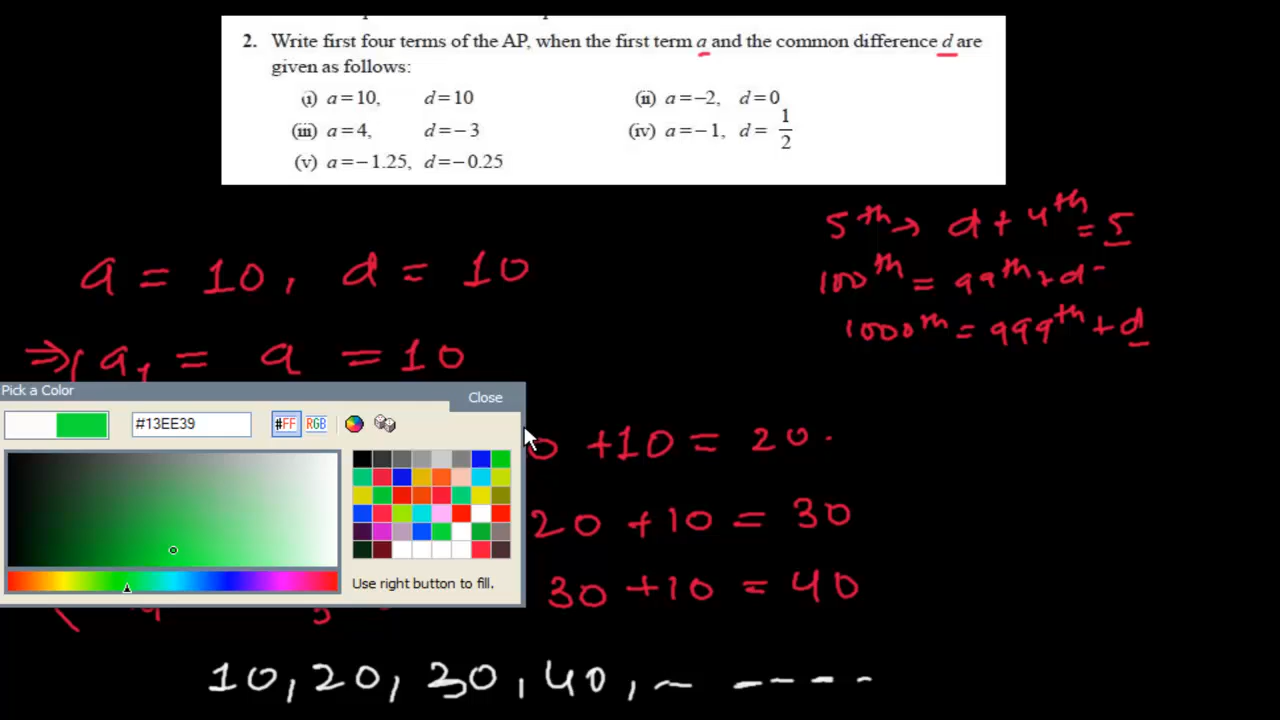 2. Write first four terms of the AP, when the first term a and the common difference d are
given as follows:
(i) a=10, d=10 (ii) a=–2, d=0
(iii) a=4, d=–3 (iv) a=–1, d= 1/2
(v) a=–1.25, d=–0.25
5th → d + 4th = 5
100th = 99th + d
1000th = 999th + d
a = 10, d = 10
⇒ a1 = a = 10
Pick a Color Close
#13EE39 #FF RGB
+10 = 20.
20 +10 = 30
Use right button to fill.
30 +10 = 40
10, 20, 30, 40, – – – – –